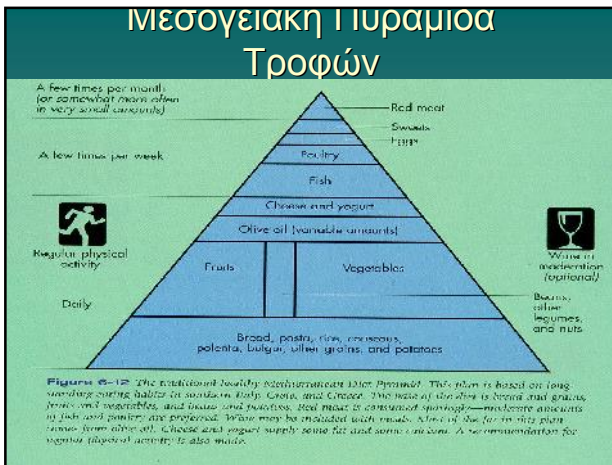 Μεσογειακή Πυραμίδα
Τροφών
A few times per month
(or somewhat more often
in very small amounts)
Red meat
Sweets
Eggs
A few times per week
Poultry
Fish
Cheese and yogurt
Olive oil (variable amounts)
Regular physical
activity
Wine in
moderation
(optional)
Fruits
Vegetables
Daily
Beans,
other
legumes,
and nuts
Bread, pasta, rice, couscous,
polenta, bulgur, other grains, and potatoes
Figure 6-12 The traditional healthy Mediterranean Diet Pyramid. This plan is based on long-
standing eating habits in southern Italy, Crete, and Greece. The base of the diet is bread and grains,
fruits and vegetables, and beans and potatoes. Red meat is consumed sparingly—moderate amounts
of fish and poultry are preferred. Wine may be included with meals. Most of the fat in this plan
comes from olive oil. Cheese and yogurt supply some fat and some calcium. A recommendation for
regular physical activity is also made.